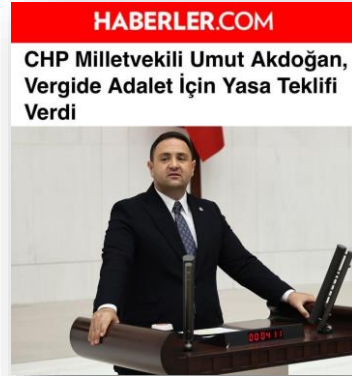 HABERLER.COM
CHP Milletvekili Umut Akdoğan,
Vergide Adalet İçin Yasa Teklifi
Verdi
00:04:11